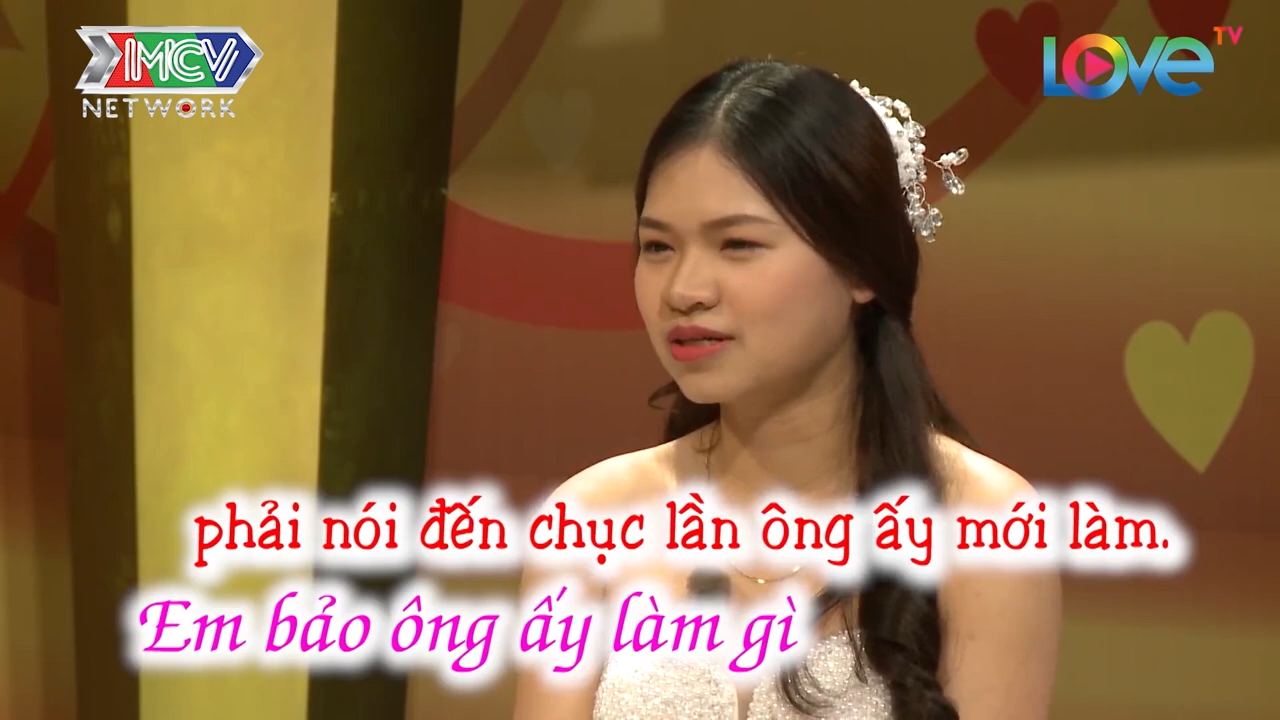 MCV
NETWORK
LOVE TV
phải nói đến chục lần ông ấy mới làm.
Em bảo ông ấy làm gì